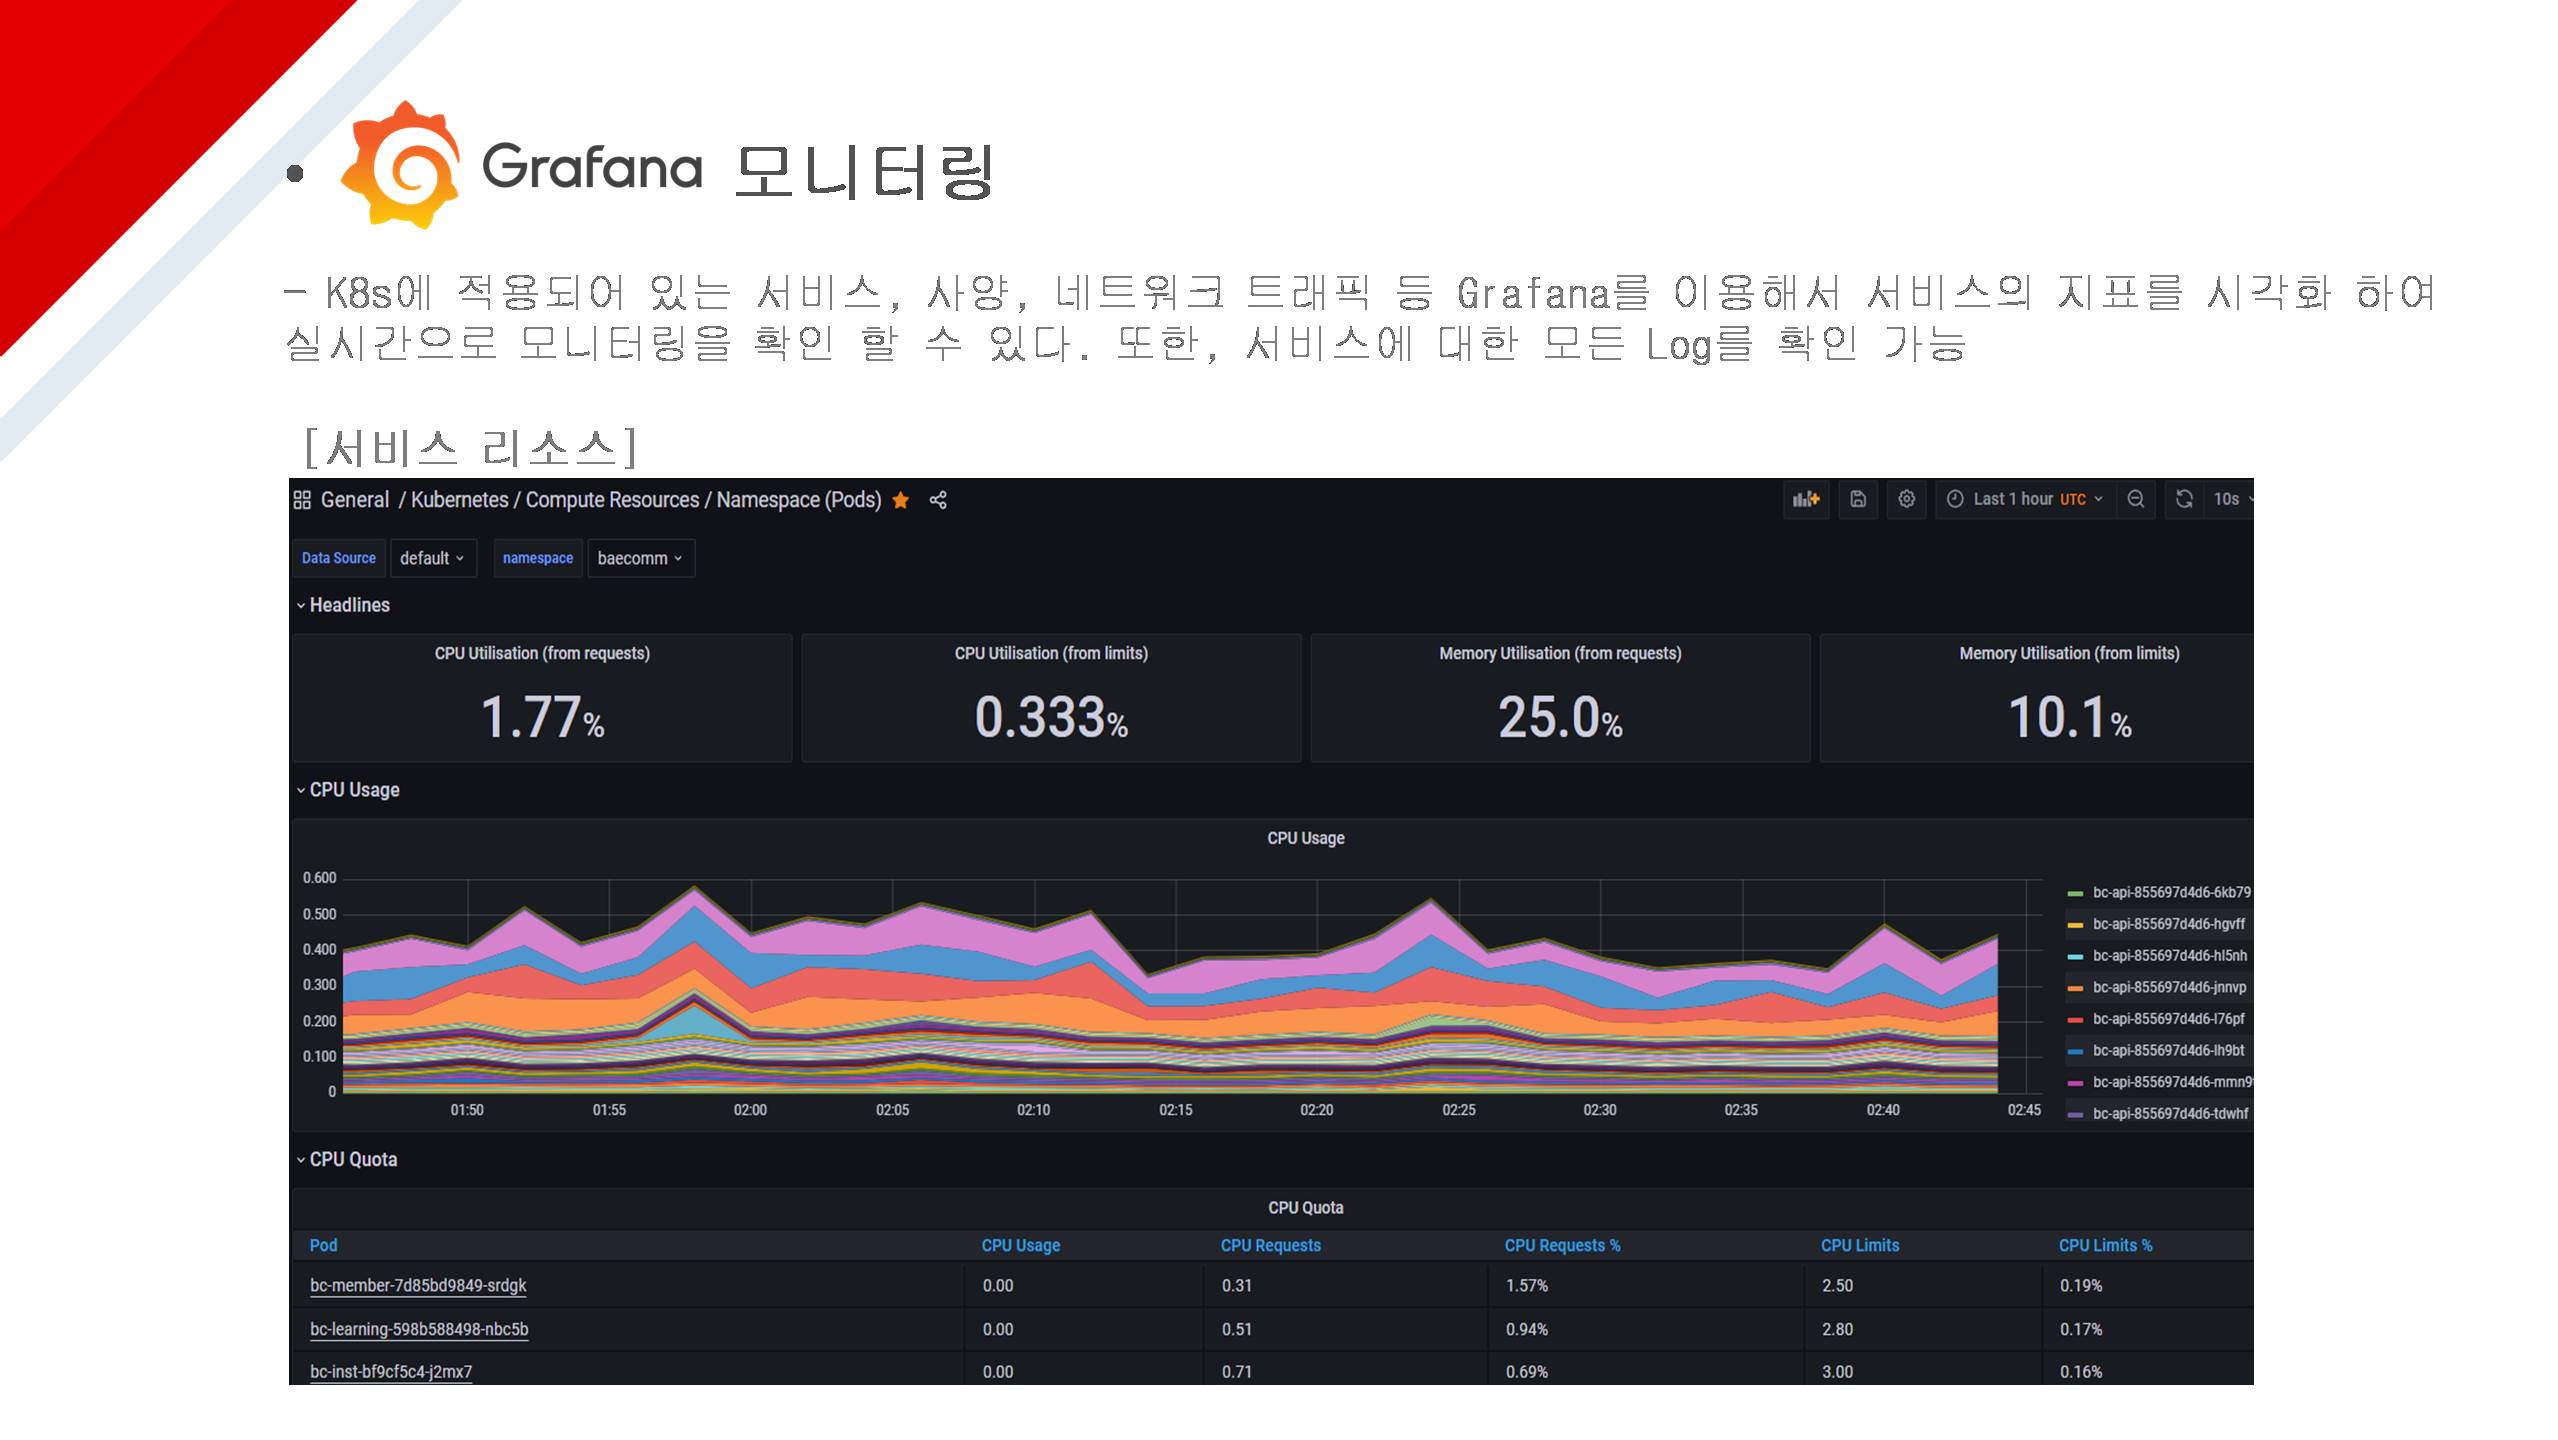 • Grafana 모니터링
- K8s에 적용되어 있는 서비스, 사양, 네트워크 트래픽 등 Grafana를 이용해서 서비스의 지표를 시각화 하여
실시간으로 모니터링을 확인 할 수 있다. 또한, 서비스에 대한 모든 Log를 확인 가능
[서비스 리소스]
General / Kubernetes / Compute Resources / Namespace (Pods) Last 1 hour UTC 10s
Data Source default namespace baecomm
Headlines
CPU Utilisation (from requests) CPU Utilisation (from limits) Memory Utilisation (from requests) Memory Utilisation (from limits)
1.77% 0.333% 25.0% 10.1%
CPU Usage
CPU Usage
0.600
0.500
0.400
0.300
0.200
0.100
0
01:50 01:55 02:00 02:05 02:10 02:15 02:20 02:25 02:30 02:35 02:40 02:45
bc-api-855697d4d6-6kb79
bc-api-855697d4d6-hgvff
bc-api-855697d4d6-hl5nh
bc-api-855697d4d6-jnnvp
bc-api-855697d4d6-l76pf
bc-api-855697d4d6-lh9bt
bc-api-855697d4d6-mmn9
bc-api-855697d4d6-tdwhf
CPU Quota
CPU Quota
Pod CPU Usage CPU Requests CPU Requests % CPU Limits CPU Limits %
bc-member-7d85bd9849-srdgk 0.00 0.31 1.57% 2.50 0.19%
bc-learning-598b588498-nbc5b 0.00 0.51 0.94% 2.80 0.17%
bc-inst-bf9cf5c4-j2mx7 0.00 0.71 0.69% 3.00 0.16%